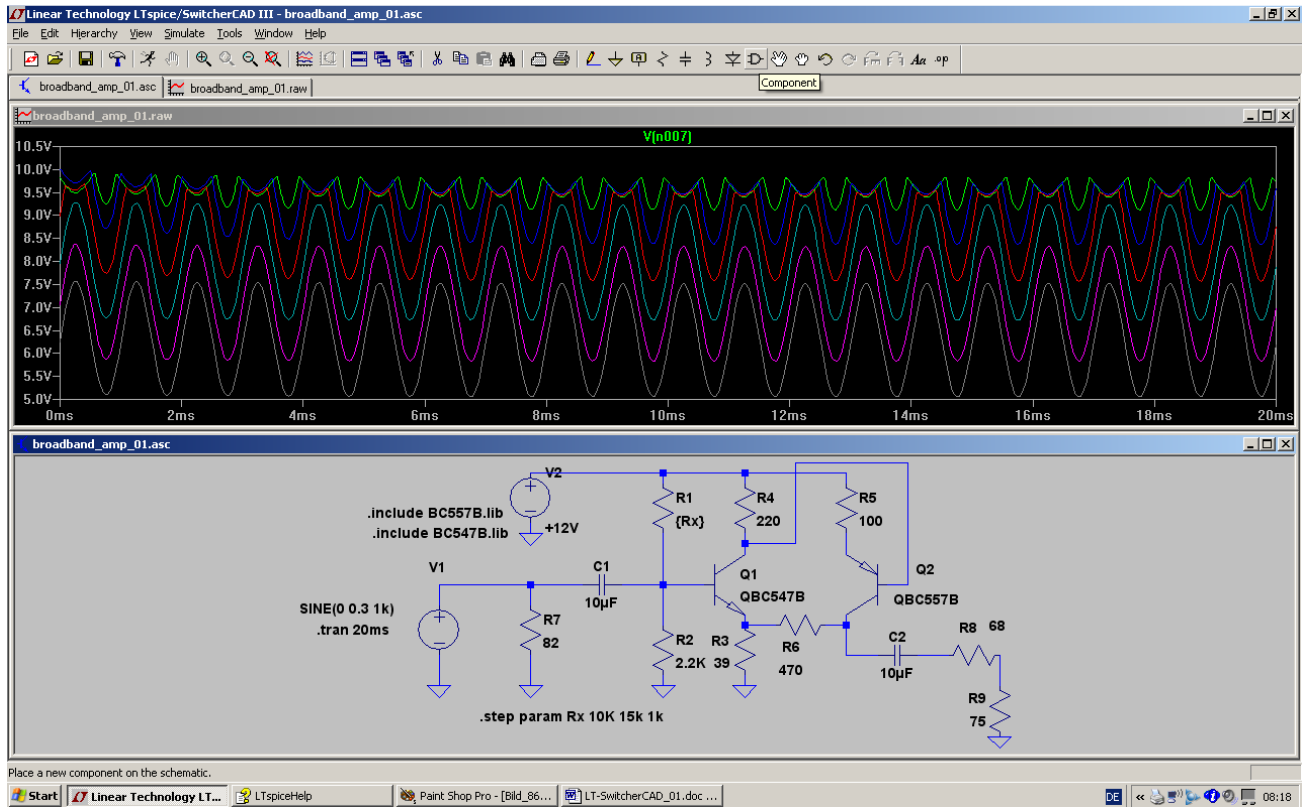 Linear Technology LTspice/SwitcherCAD III - broadband_amp_01.asc
File Edit Hierarchy View Simulate Tools Window Help
Aa .op
Component
broadband_amp_01.asc broadband_amp_01.raw
broadband_amp_01.raw
V(n007)
10.5V
10.0V
9.5V
9.0V
8.5V
8.0V
7.5V
7.0V
6.5V
6.0V
5.5V
5.0V
0ms 2ms 4ms 6ms 8ms 10ms 12ms 14ms 16ms 18ms 20ms
broadband_amp_01.asc
V2
.include BC557B.lib
.include BC547B.lib
+12V
R1
{Rx}
R4
220
R5
100
V1
C1
10µF
Q1
QBC547B
Q2
QBC557B
SINE(0 0.3 1k)
.tran 20ms
R7
82
R2
2.2K
R3
39
R6
470
C2
10µF
R8 68
R9
75
.step param Rx 10K 15k 1k
Place a new component on the schematic.
Start Linear Technology LT... LTspiceHelp Paint Shop Pro - [Bild_86... LT-SwitcherCAD_01.doc ... DE « 08:18